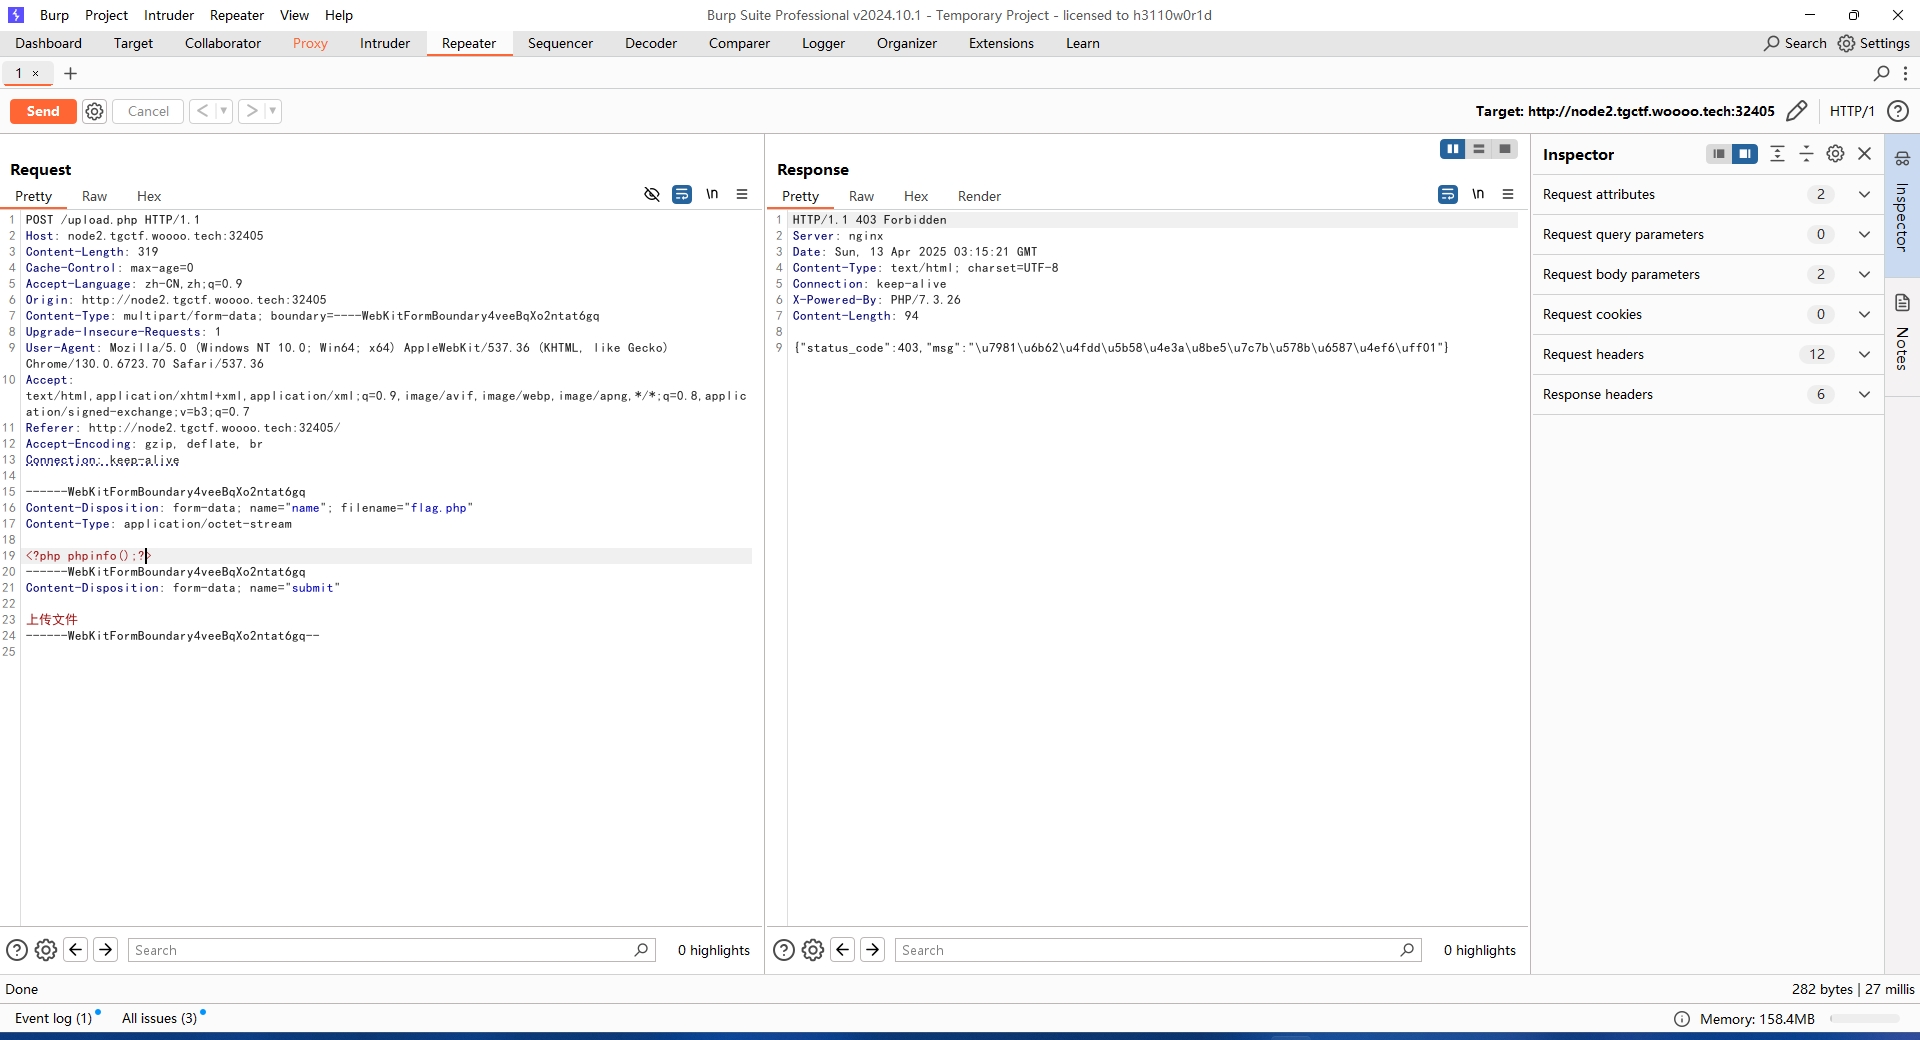 Burp Project Intruder Repeater View Help
Burp Suite Professional v2024.10.1 - Temporary Project - licensed to h3110w0r1d
Dashboard Target Collaborator Proxy Intruder Repeater Sequencer Decoder Comparer Logger Organizer Extensions Learn
Search Settings
1 × +
Send Cancel < >
Target: http://node2.tgctf.woooo.tech:32405 HTTP/1
Request
Pretty Raw Hex
\n
1 POST /upload.php HTTP/1.1
2 Host: node2.tgctf.woooo.tech:32405
3 Content-Length: 319
4 Cache-Control: max-age=0
5 Accept-Language: zh-CN,zh;q=0.9
6 Origin: http://node2.tgctf.woooo.tech:32405
7 Content-Type: multipart/form-data; boundary=----WebKitFormBoundary4veeBqXo2ntat6gq
8 Upgrade-Insecure-Requests: 1
9 User-Agent: Mozilla/5.0 (Windows NT 10.0; Win64; x64) AppleWebKit/537.36 (KHTML, like Gecko)
Chrome/130.0.6723.70 Safari/537.36
10 Accept:
text/html,application/xhtml+xml,application/xml;q=0.9,image/avif,image/webp,image/apng,*/*;q=0.8,applic
ation/signed-exchange;v=b3;q=0.7
11 Referer: http://node2.tgctf.woooo.tech:32405/
12 Accept-Encoding: gzip, deflate, br
13 Connection: keep-alive
14
15 ------WebKitFormBoundary4veeBqXo2ntat6gq
16 Content-Disposition: form-data; name="name"; filename="flag.php"
17 Content-Type: application/octet-stream
18
19 <?php phpinfo();?>
20 ------WebKitFormBoundary4veeBqXo2ntat6gq
21 Content-Disposition: form-data; name="submit"
22
23 上传文件
24 ------WebKitFormBoundary4veeBqXo2ntat6gq--
25
Search
0 highlights
Response
Pretty Raw Hex Render
\n
1 HTTP/1.1 403 Forbidden
2 Server: nginx
3 Date: Sun, 13 Apr 2025 03:15:21 GMT
4 Content-Type: text/html; charset=UTF-8
5 Connection: keep-alive
6 X-Powered-By: PHP/7.3.26
7 Content-Length: 94
8
9 {"status_code":403,"msg":"\u7981\u6b62\u4fdd\u5b58\u4e3a\u8be5\u7c7b\u578b\u6587\u4ef6\uff01"}
Search
0 highlights
Inspector
Request attributes 2
Request query parameters 0
Request body parameters 2
Request cookies 0
Request headers 12
Response headers 6
Inspector
Notes
Done
282 bytes | 27 millis
Event log (1) All issues (3)
Memory: 158.4MB